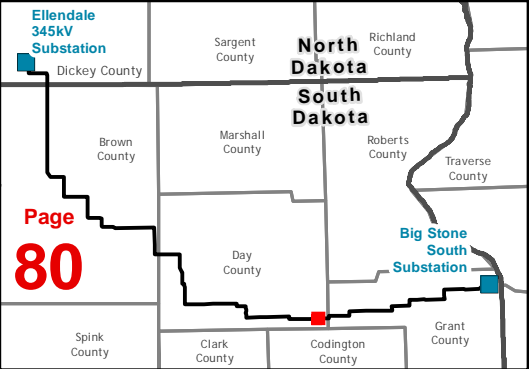 Ellendale
345kV
Substation
Dickey County
Sargent
County
North
Dakota
Richland
County
South
Dakota
Brown
County
Marshall
County
Roberts
County
Traverse
County
Page
80
Day
County
Big Stone
South
Substation
Spink
County
Clark
County
Codington
County
Grant
County